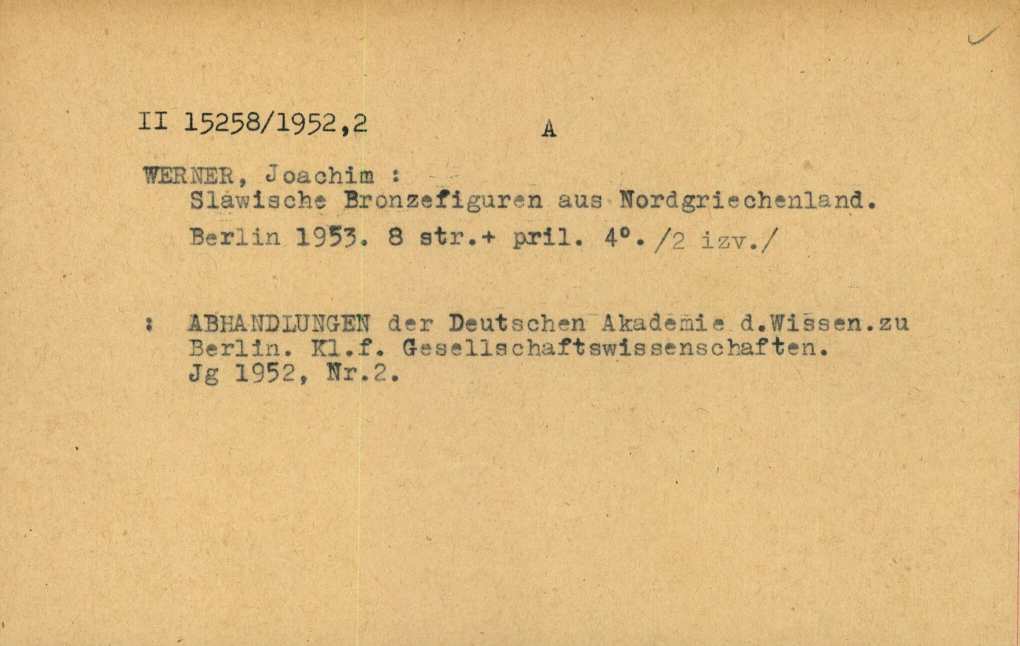 II 15258/1952,2 A
WERNER, Joachim :
Slawische Bronzefiguren aus Nordgriechenland.
Berlin 1953. 8 str.+ pril. 4°. /2 izv./
: ABHANDLUNGEN der Deutschen Akademie d.Wissen.zu
Berlin. Kl.f. Gesellschaftswissenschaften.
Jg 1952, Nr.2.